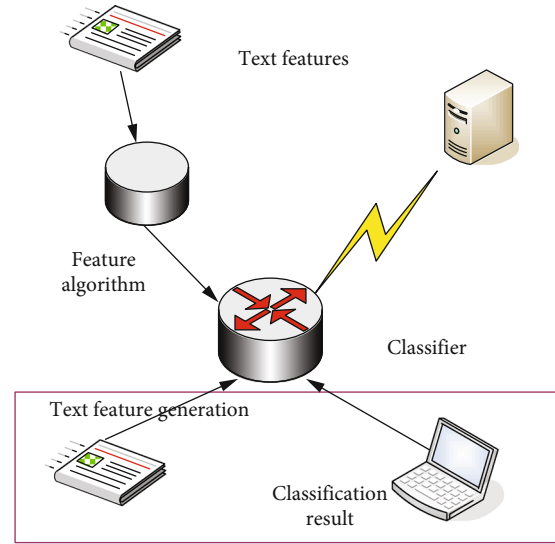 Text features
Feature
algorithm
Classifier
Text feature generation
Classification
result